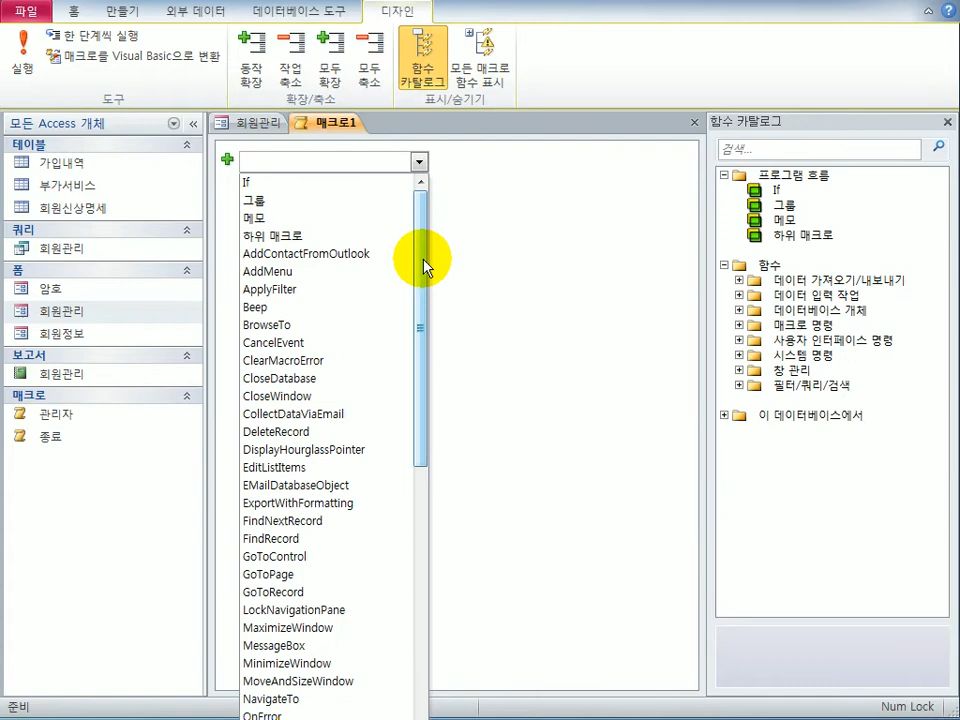 파일 홈 만들기 외부 데이터 데이터베이스 도구 디자인
실행
한 단계씩 실행
매크로를 Visual Basic으로 변환
도구
동작 확장
작업 축소
모두 확장
모두 축소
확장/축소
함수 카탈로그
모든 매크로 함수 표시
표시/숨기기
모든 Access 개체
테이블
가입내역
부가서비스
회원신상명세
쿼리
회원관리
폼
암호
회원관리
회원정보
보고서
회원관리
매크로
관리자
종료
회원관리 매크로1
If
그룹
메모
하위 매크로
AddContactFromOutlook
AddMenu
ApplyFilter
Beep
BrowseTo
CancelEvent
ClearMacroError
CloseDatabase
CloseWindow
CollectDataViaEmail
DeleteRecord
DisplayHourglassPointer
EditListItems
EMailDatabaseObject
ExportWithFormatting
FindNextRecord
FindRecord
GoToControl
GoToPage
GoToRecord
LockNavigationPane
MaximizeWindow
MessageBox
MinimizeWindow
MoveAndSizeWindow
NavigateTo
OnError
함수 카탈로그
검색...
프로그램 흐름
If
그룹
메모
하위 매크로
함수
데이터 가져오기/내보내기
데이터 입력 작업
데이터베이스 개체
매크로 명령
사용자 인터페이스 명령
시스템 명령
창 관리
필터/쿼리/검색
이 데이터베이스에서
준비
Num Lock